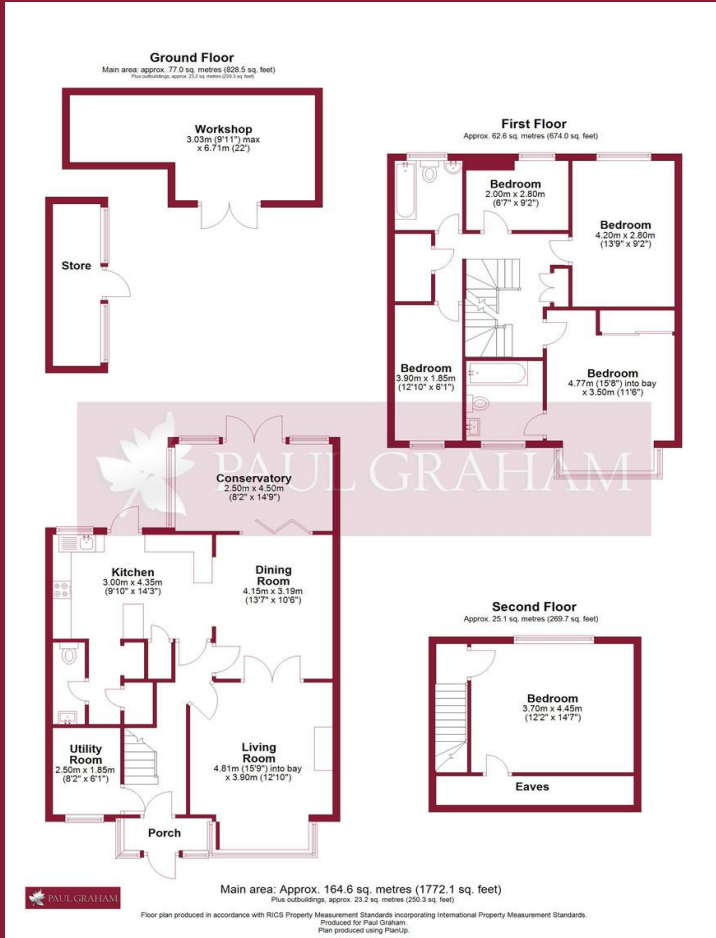 Ground Floor
Main area: approx. 77.0 sq. metres (828.5 sq. feet)
Plus outbuildings, approx. 23.2 sq. metres (250.3 sq. feet)
Workshop
3.03m (9'11") max
x 6.71m (22')
Store
First Floor
Approx. 62.6 sq. metres (674.0 sq. feet)
Bedroom
2.00m x 2.80m
(6'7" x 9'2")
Bedroom
4.20m x 2.80m
(13'9" x 9'2")
Bedroom
3.90m x 1.85m
(12'10" x 6'1")
Bedroom
4.77m (15'8") into bay
x 3.50m (11'6")
PAUL GRAHAM
Conservatory
2.50m x 4.50m
(8'2" x 14'9")
Kitchen
3.00m x 4.35m
(9'10" x 14'3")
Dining
Room
4.15m x 3.19m
(13'7" x 10'6")
Utility
Room
2.50m x 1.85m
(8'2" x 6'1")
Living
Room
4.81m (15'9") into bay
x 3.90m (12'10")
Porch
Second Floor
Approx. 25.1 sq. metres (269.7 sq. feet)
Bedroom
3.70m x 4.45m
(12'2" x 14'7")
Eaves
PAUL GRAHAM
Main area: Approx. 164.6 sq. metres (1772.1 sq. feet)
Plus outbuildings, approx. 23.2 sq. metres (250.3 sq. feet)
Floor plan produced in accordance with RICS Property Measurement Standards incorporating International Property Measurement Standards.
Produced for Paul Graham.
Plan produced using PlanUp.